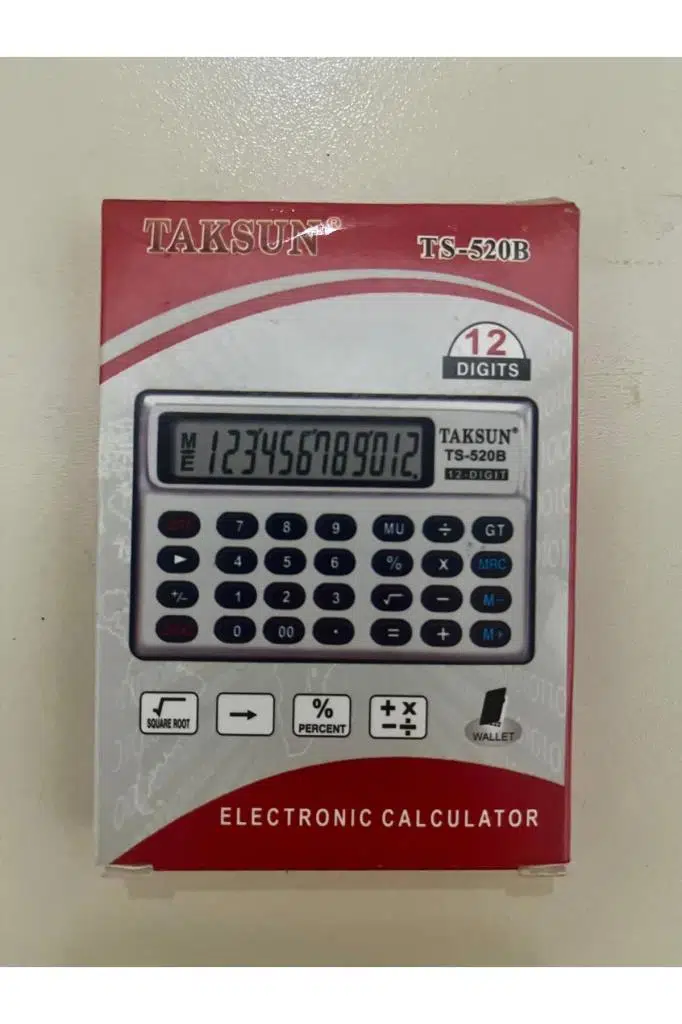 TAKSUN®
TS-520B
12
DIGITS
M 123456789012.
E
TAKSUN®
TS-520B
12-DIGIT
7 8 9 MU ÷ GT
▶ 4 5 6 % X MRC
+/− 1 2 3 √ − M−
0 00 · = + M+
√ → % + x
− ÷
SQUARE ROOT PERCENT WALLET
ELECTRONIC CALCULATOR